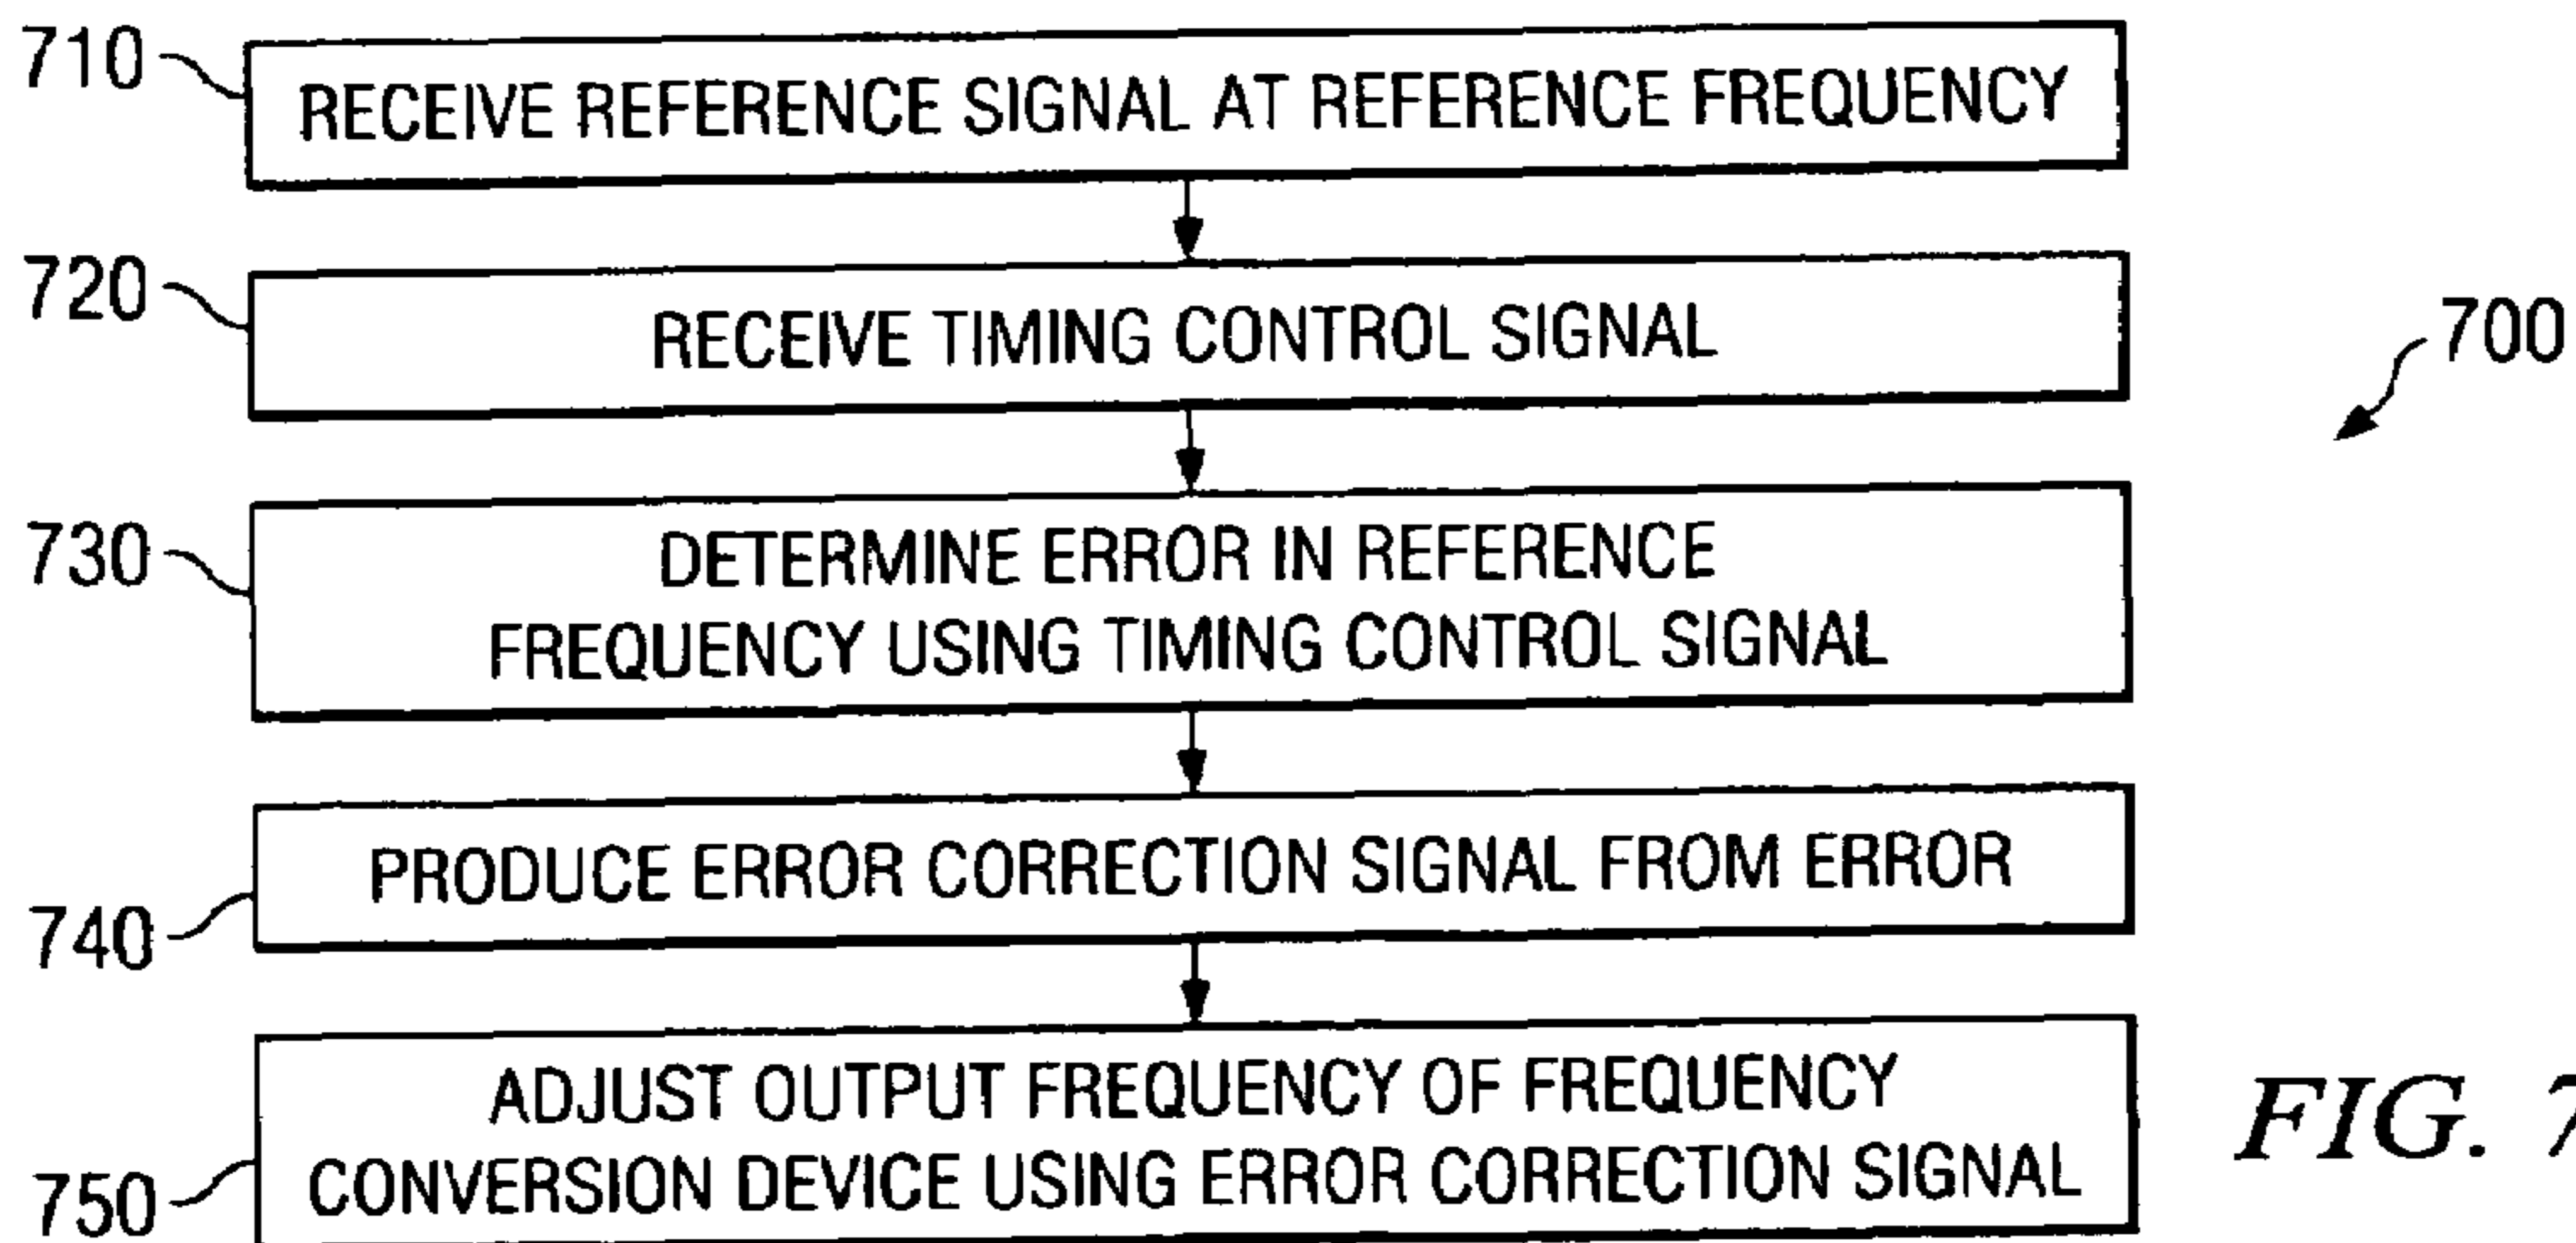 710
RECEIVE REFERENCE SIGNAL AT REFERENCE FREQUENCY
720
RECEIVE TIMING CONTROL SIGNAL
700
730
DETERMINE ERROR IN REFERENCE
FREQUENCY USING TIMING CONTROL SIGNAL
740
PRODUCE ERROR CORRECTION SIGNAL FROM ERROR
750
ADJUST OUTPUT FREQUENCY OF FREQUENCY
CONVERSION DEVICE USING ERROR CORRECTION SIGNAL
FIG. 7